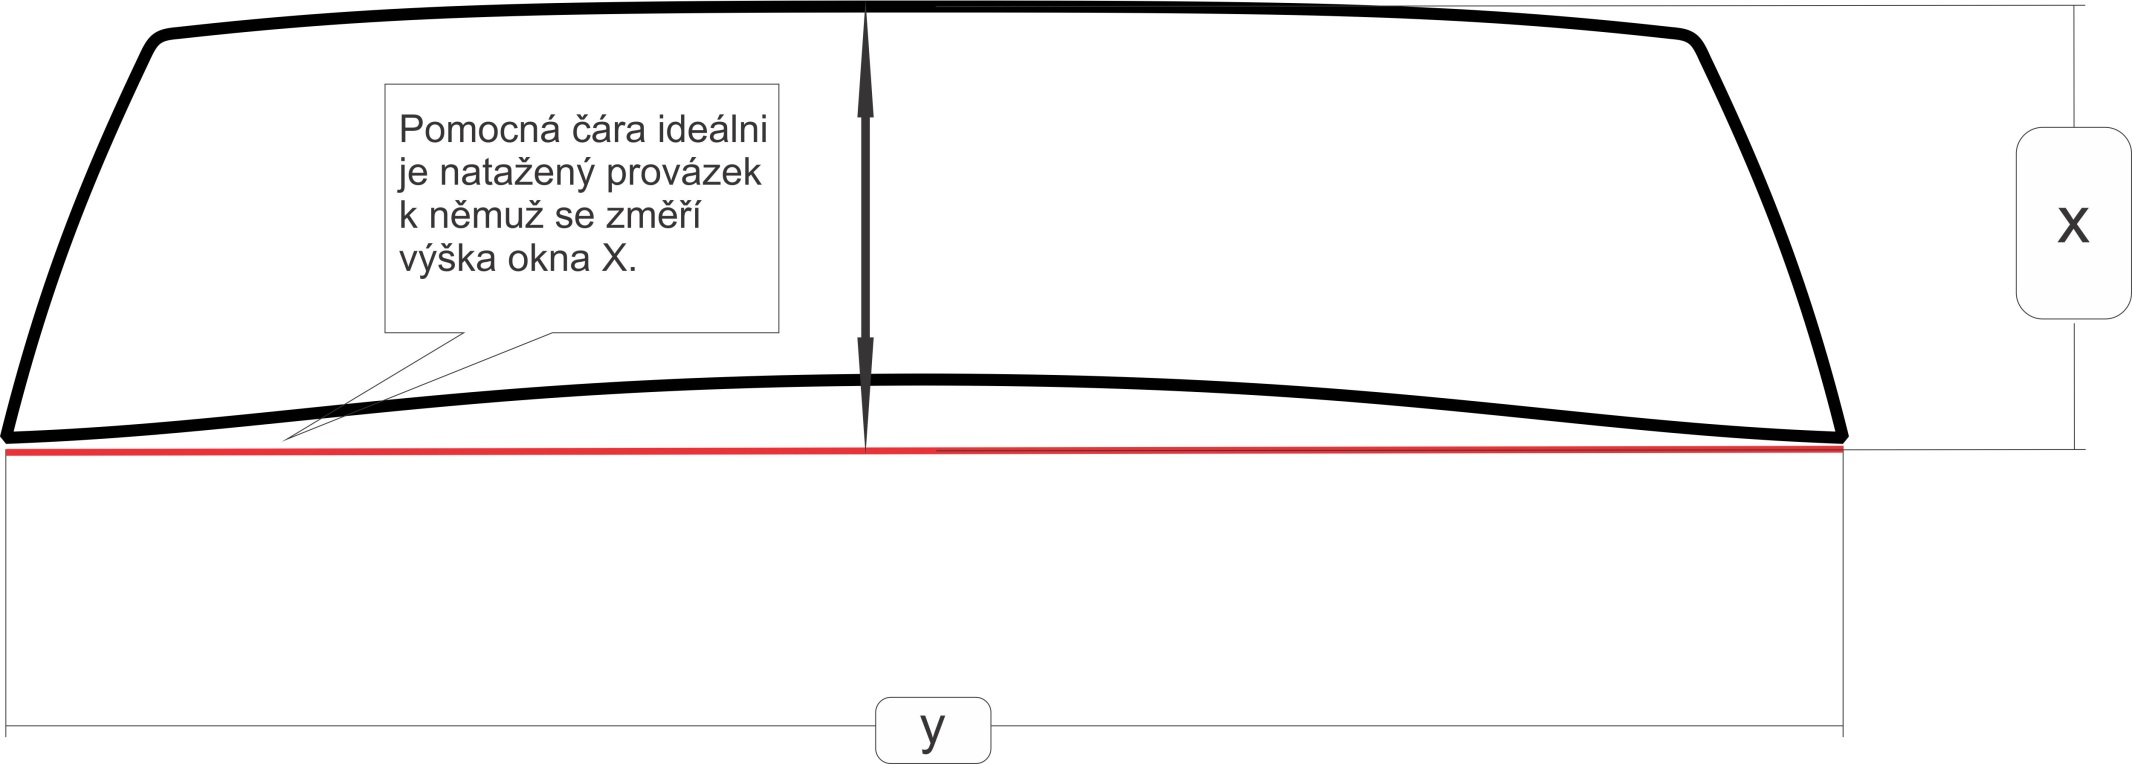 Pomocná čára ideálni
je natažený provázek
k němuž se změří
výška okna X.
x
y